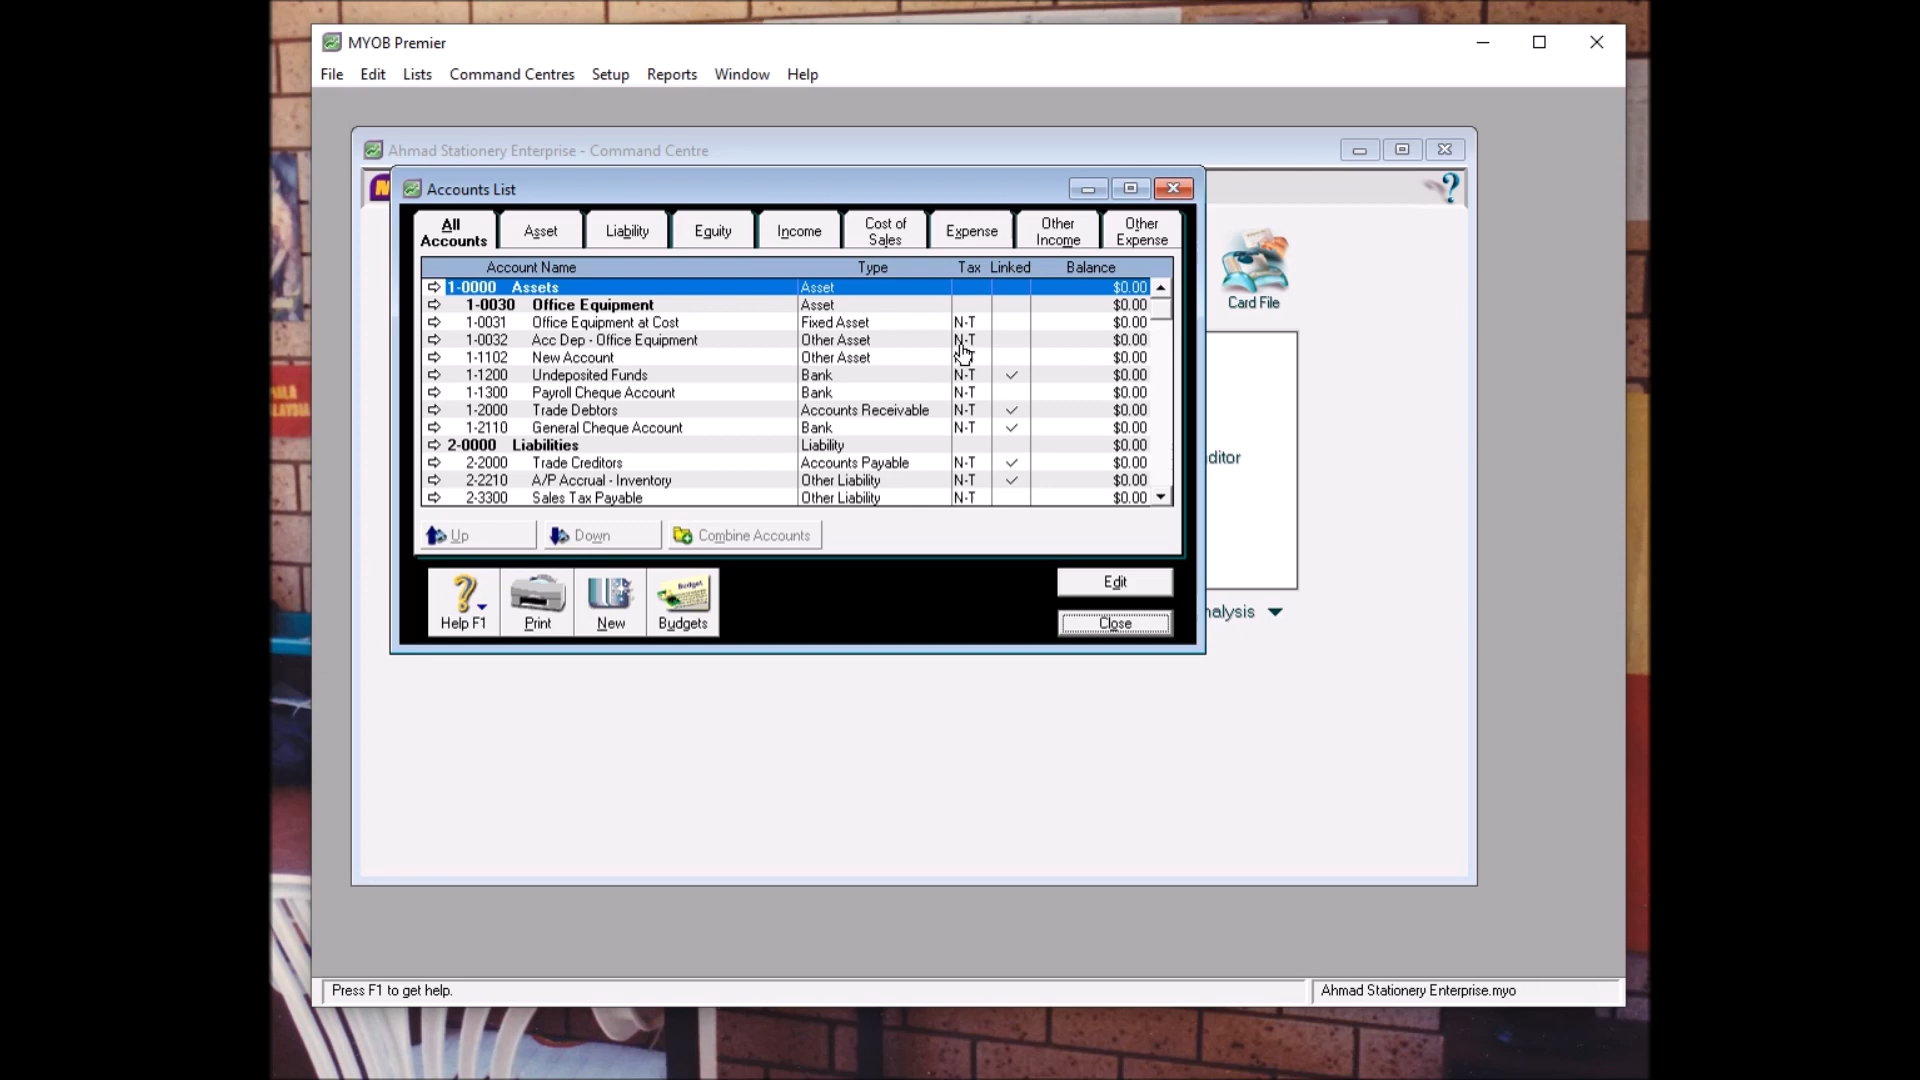 MYOB Premier
File Edit Lists Command Centres Setup Reports Window Help
Ahmad Stationery Enterprise - Command Centre
Accounts List
All Accounts Asset Liability Equity Income Cost of Sales Expense Other Income Other Expense
Account Name Type Tax Linked Balance
1-0000 Assets Asset $0.00
1-0030 Office Equipment Asset $0.00
1-0031 Office Equipment at Cost Fixed Asset N-T $0.00
1-0032 Acc Dep - Office Equipment Other Asset N-T $0.00
1-1102 New Account Other Asset $0.00
1-1200 Undeposited Funds Bank N-T $0.00
1-1300 Payroll Cheque Account Bank N-T $0.00
1-2000 Trade Debtors Accounts Receivable N-T $0.00
1-2110 General Cheque Account Bank N-T $0.00
2-0000 Liabilities Liability $0.00
2-2000 Trade Creditors Accounts Payable N-T $0.00
2-2210 A/P Accrual - Inventory Other Liability N-T $0.00
2-3300 Sales Tax Payable Other Liability N-T $0.00
Up Down Combine Accounts
Help F1 Print New Budgets
Edit
Close
Card File
ditor
nalysis
Press F1 to get help.
Ahmad Stationery Enterprise.myo